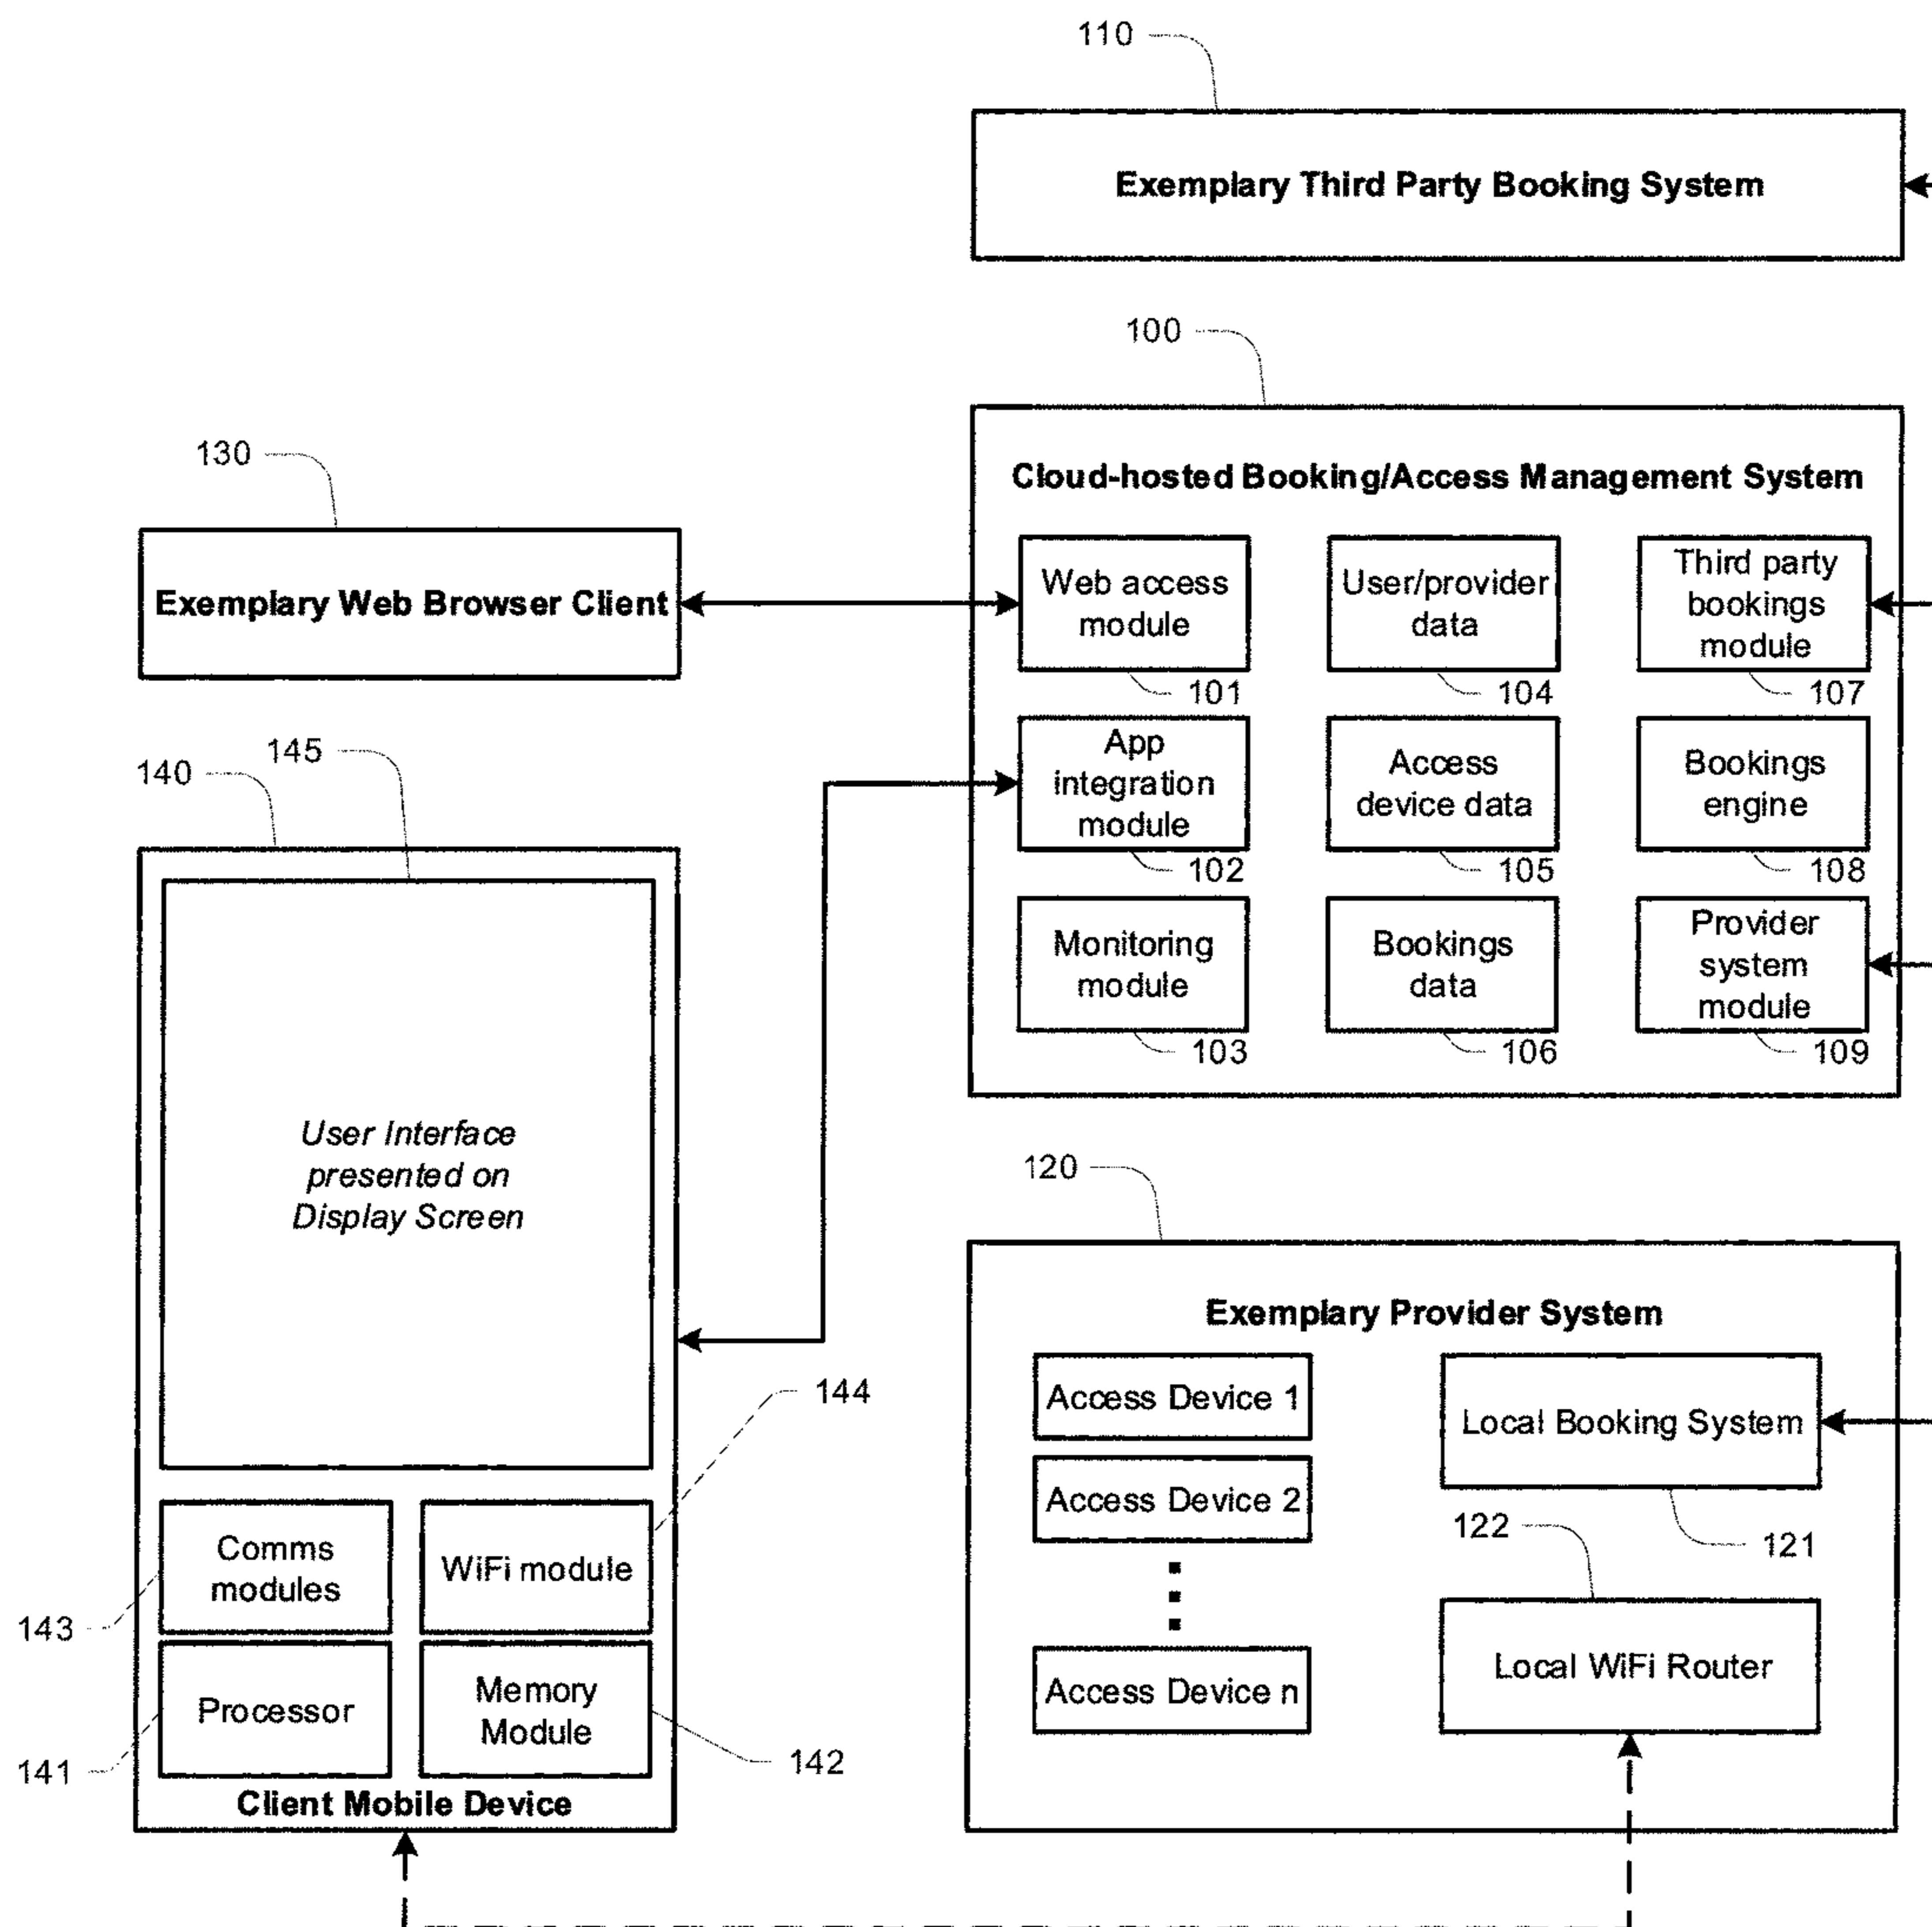 110
Exemplary Third Party Booking System
100
Cloud-hosted Booking/Access Management System
130
Exemplary Web Browser Client
Web access
module
101
User/provider
data
104
Third party
bookings
module
107
App
integration
module
102
Access
device data
105
Bookings
engine
108
Monitoring
module
103
Bookings
data
106
Provider
system
module
109
145
140
User Interface
presented on
Display Screen
144
Comms
modules
143
WiFi module
Processor
141
Memory
Module
142
Client Mobile Device
120
Exemplary Provider System
Access Device 1
Access Device 2
Access Device n
Local Booking System
121
122
Local WiFi Router